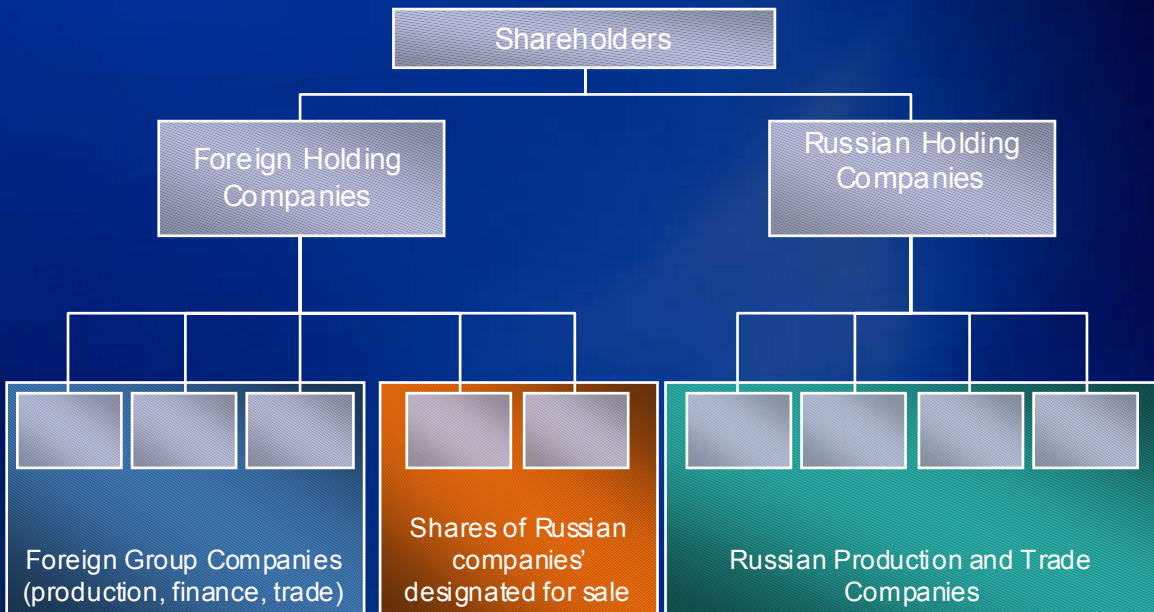 Shareholders
Foreign Holding
Companies
Russian Holding
Companies
Foreign Group Companies
(production, finance, trade)
Shares of Russian
companies’
designated for sale
Russian Production and Trade
Companies